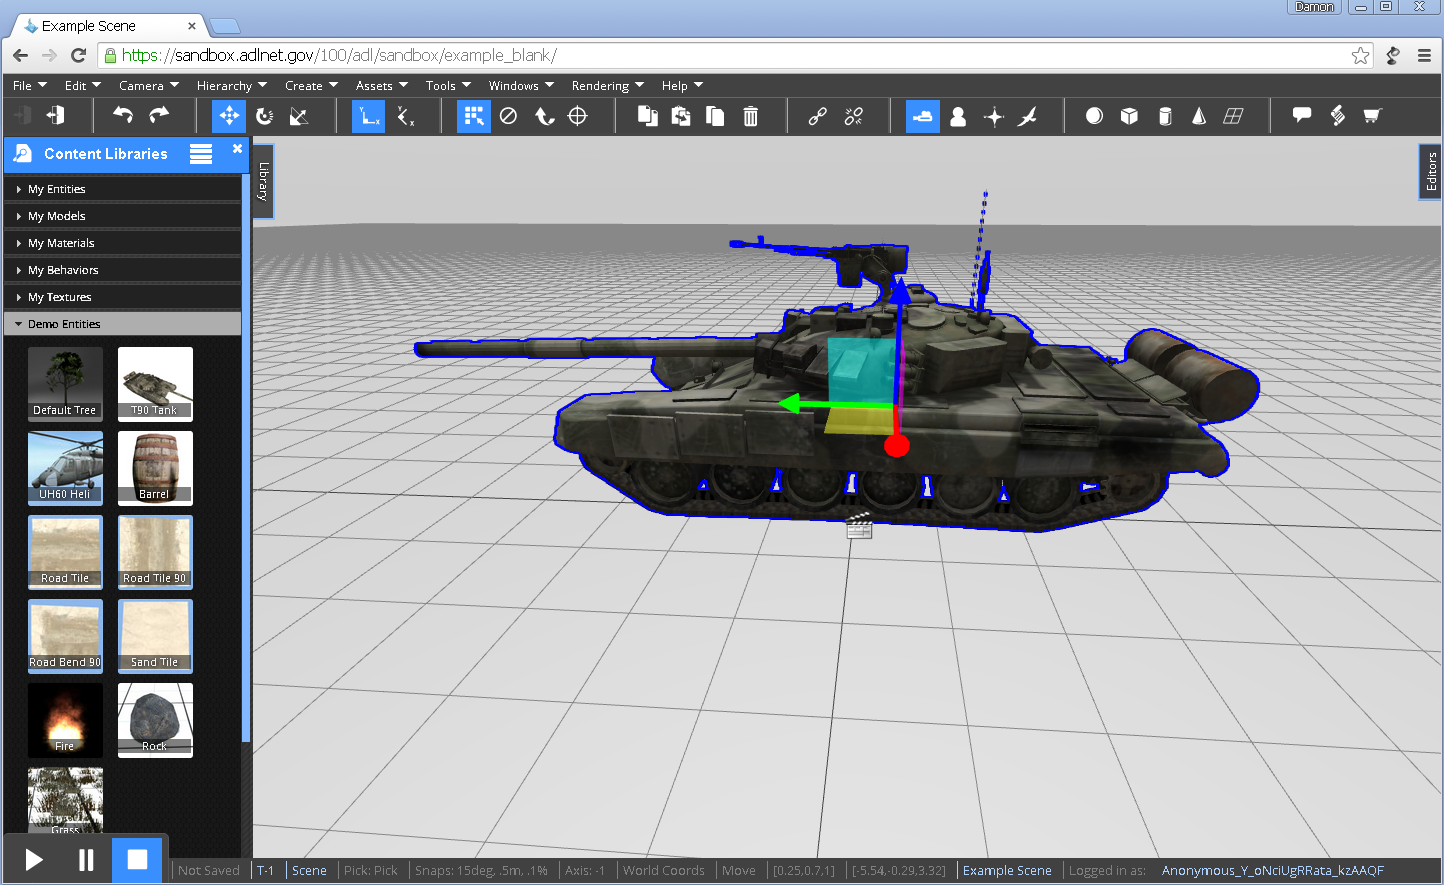 Damon
Example Scene
https://sandbox.adlnet.gov/100/adl/sandbox/example_blank/
File Edit Camera Hierarchy Create Assets Tools Windows Rendering Help
Content Libraries
Library
Editors
My Entities
My Models
My Materials
My Behaviors
My Textures
Demo Entities
Default Tree T90 Tank
UH60 Heli Barrel
Road Tile Road Tile 90
Road Bend 90 Sand Tile
Fire Rock
Grass
Not Saved T-1 Scene Pick: Pick Snaps: 15deg, .5m, .1% Axis: -1 World Coords Move [0.25,0.7,1] [-5.54,-0.29,3.32] Example Scene Logged in as: Anonymous_Y_oNciUgRRata_kzAAQF